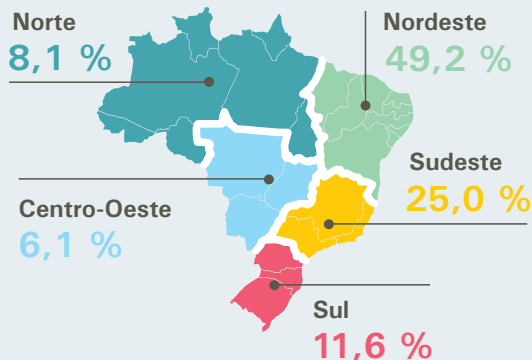 Norte
8,1 %
Nordeste
49,2 %
Sudeste
25,0 %
Centro-Oeste
6,1 %
Sul
11,6 %